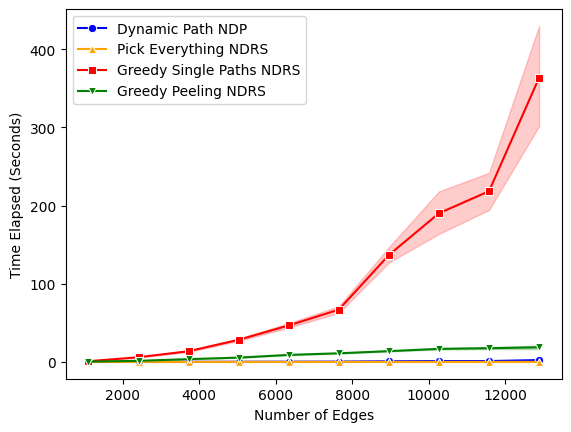 Dynamic Path NDP
Pick Everything NDRS
Greedy Single Paths NDRS
Greedy Peeling NDRS
Time Elapsed (Seconds)
400
300
200
100
0
2000 4000 6000 8000 10000 12000
Number of Edges